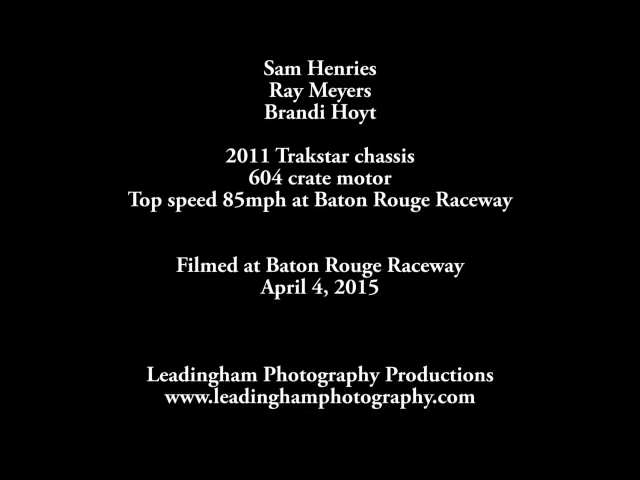 Sam Henries
Ray Meyers
Brandi Hoyt
2011 Trakstar chassis
604 crate motor
Top speed 85mph at Baton Rouge Raceway
Filmed at Baton Rouge Raceway
April 4, 2015
Leadingham Photography Productions
www.leadinghamphotography.com